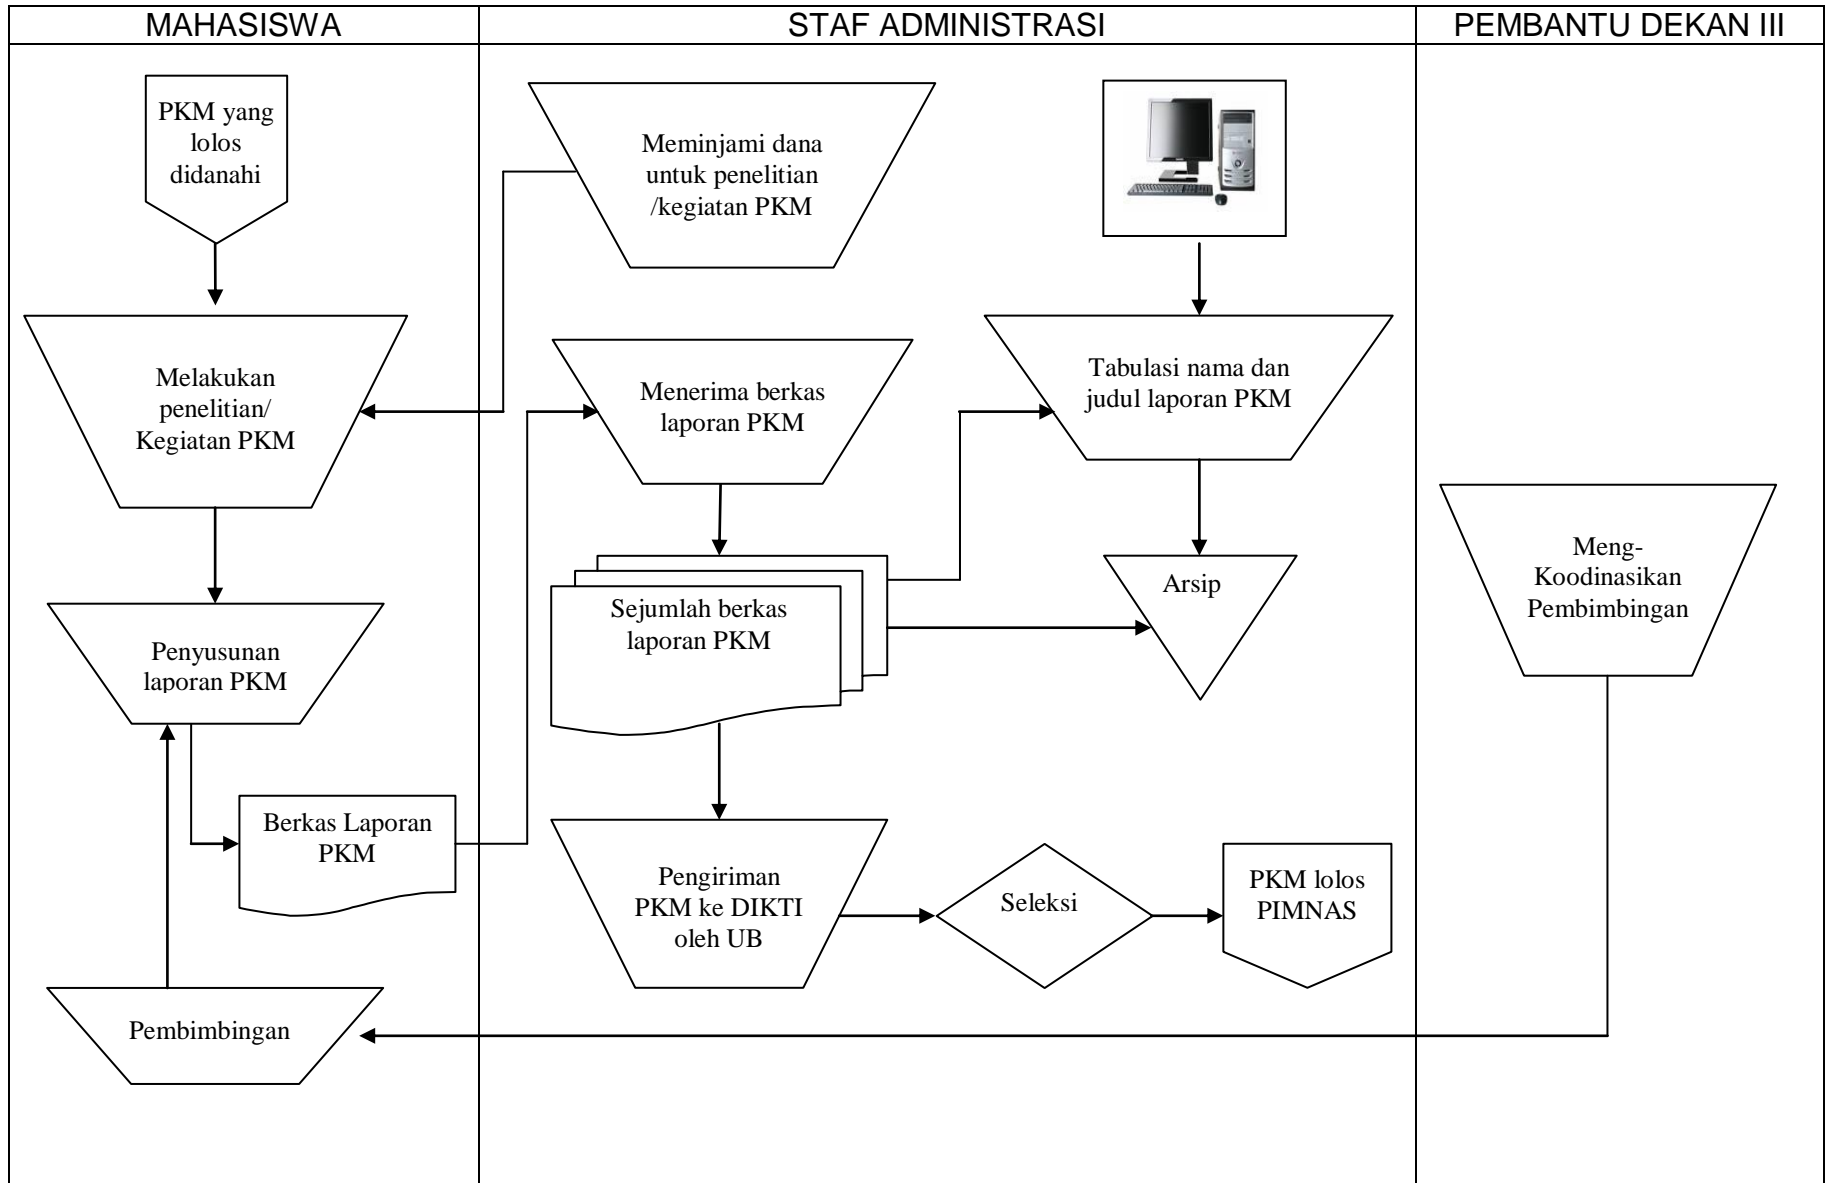 MAHASISWA
STAF ADMINISTRASI
PEMBANTU DEKAN III
PKM yang
lolos
didanahi
Meminjami dana
untuk penelitian
/kegiatan PKM
Melakukan
penelitian/
Kegiatan PKM
Menerima berkas
laporan PKM
Tabulasi nama dan
judul laporan PKM
Meng-
Koodinasikan
Pembimbingan
Sejumlah berkas
laporan PKM
Arsip
Penyusunan
laporan PKM
Berkas Laporan
PKM
Pengiriman
PKM ke DIKTI
oleh UB
Seleksi
PKM lolos
PIMNAS
Pembimbingan